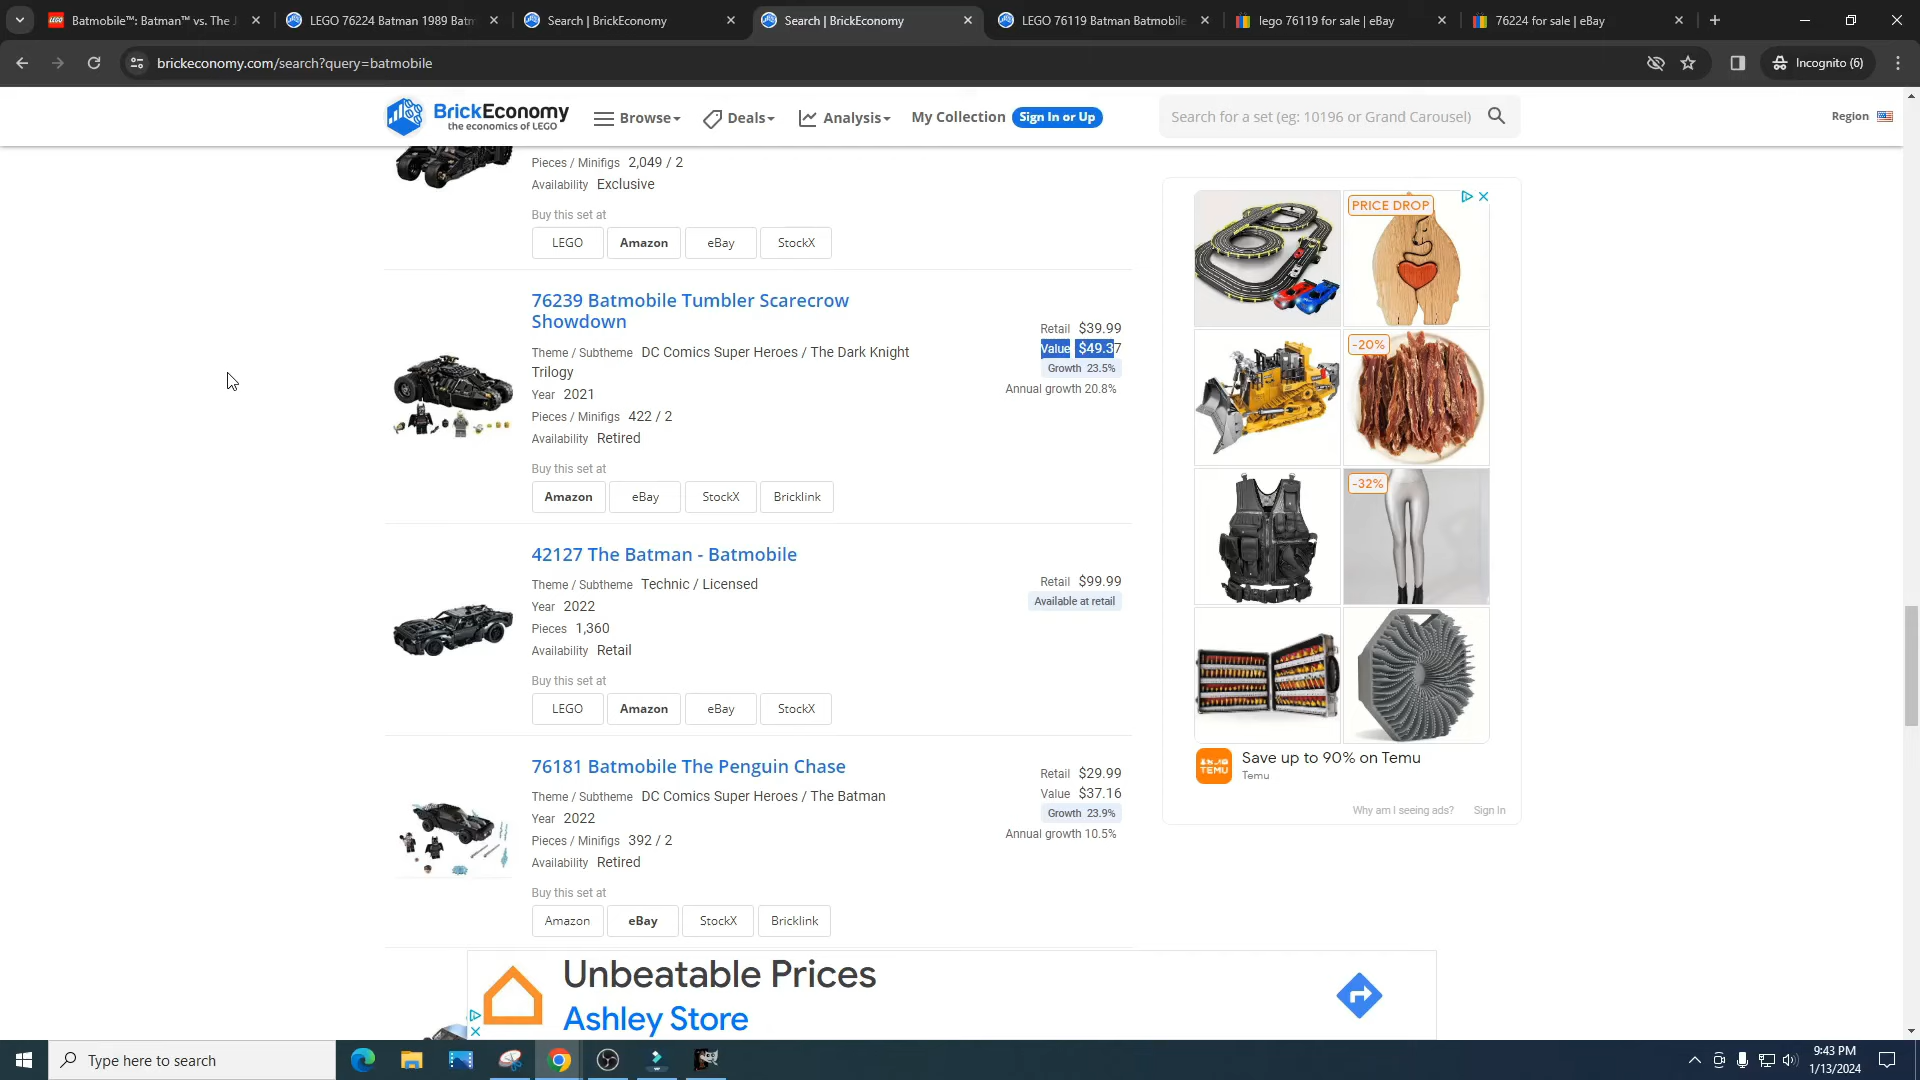 Batmobile™: Batman™ vs. The J
LEGO 76224 Batman 1989 Batm
Search | BrickEconomy
Search | BrickEconomy
LEGO 76119 Batman Batmobile
lego 76119 for sale | eBay
76224 for sale | eBay
brickeconomy.com/search?query=batmobile
Incognito (6)
BrickEconomy
the economics of LEGO
Browse
Deals
Analysis
My Collection
Sign In or Up
Search for a set (eg: 10196 or Grand Carousel)
Region
Pieces / Minifigs 2,049 / 2
Availability Exclusive
Buy this set at
LEGO Amazon eBay StockX
76239 Batmobile Tumbler Scarecrow
Showdown
Theme / Subtheme DC Comics Super Heroes / The Dark Knight
Trilogy
Year 2021
Pieces / Minifigs 422 / 2
Availability Retired
Retail $39.99
Value $49.37
Growth 23.5%
Annual growth 20.8%
Buy this set at
Amazon eBay StockX Bricklink
42127 The Batman - Batmobile
Theme / Subtheme Technic / Licensed
Year 2022
Pieces 1,360
Availability Retail
Retail $99.99
Available at retail
Buy this set at
LEGO Amazon eBay StockX
76181 Batmobile The Penguin Chase
Theme / Subtheme DC Comics Super Heroes / The Batman
Year 2022
Pieces / Minifigs 392 / 2
Availability Retired
Retail $29.99
Value $37.16
Growth 23.9%
Annual growth 10.5%
Buy this set at
Amazon eBay StockX Bricklink
PRICE DROP
-20%
-32%
TEMU
Save up to 90% on Temu
Temu
Why am I seeing ads? Sign In
Unbeatable Prices
Ashley Store
Type here to search
9:43 PM
1/13/2024